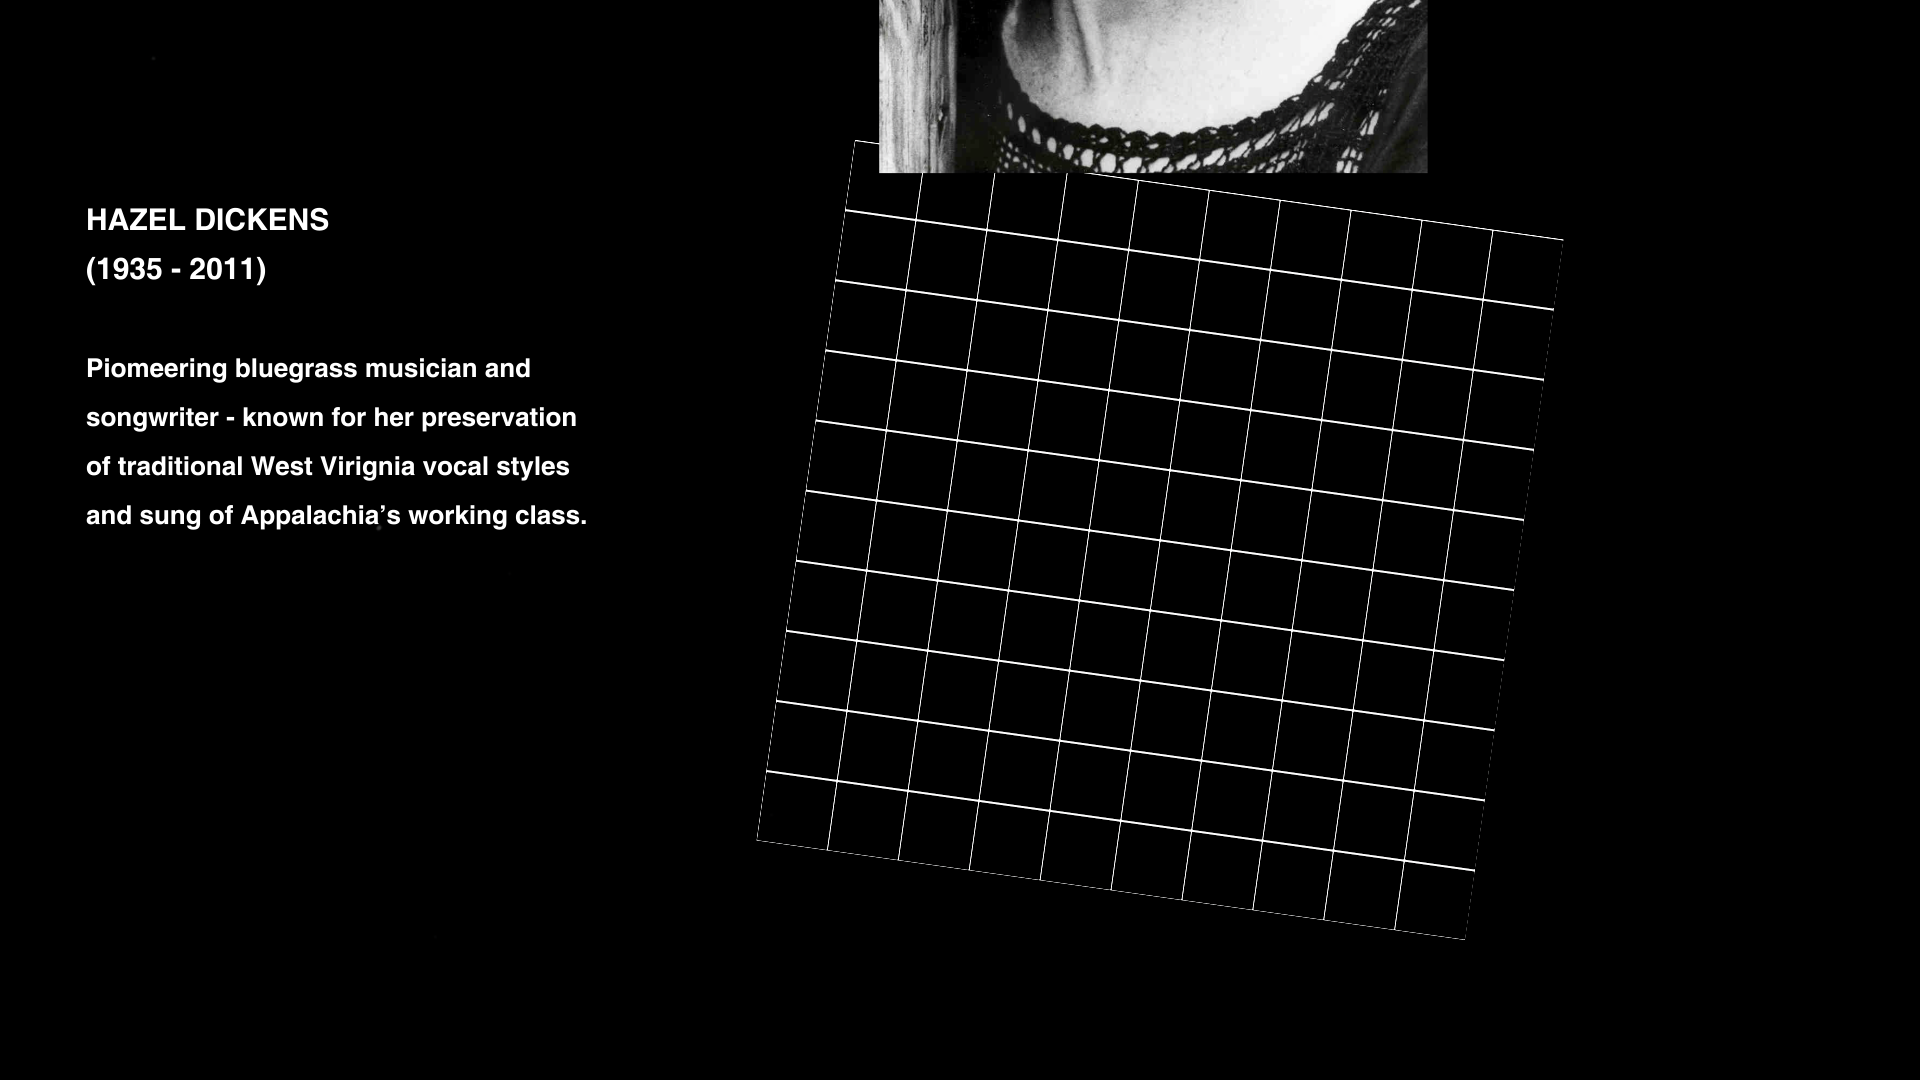 HAZEL DICKENS
(1935 - 2011)
Piomeering bluegrass musician and
songwriter - known for her preservation
of traditional West Virignia vocal styles
and sung of Appalachia’s working class.